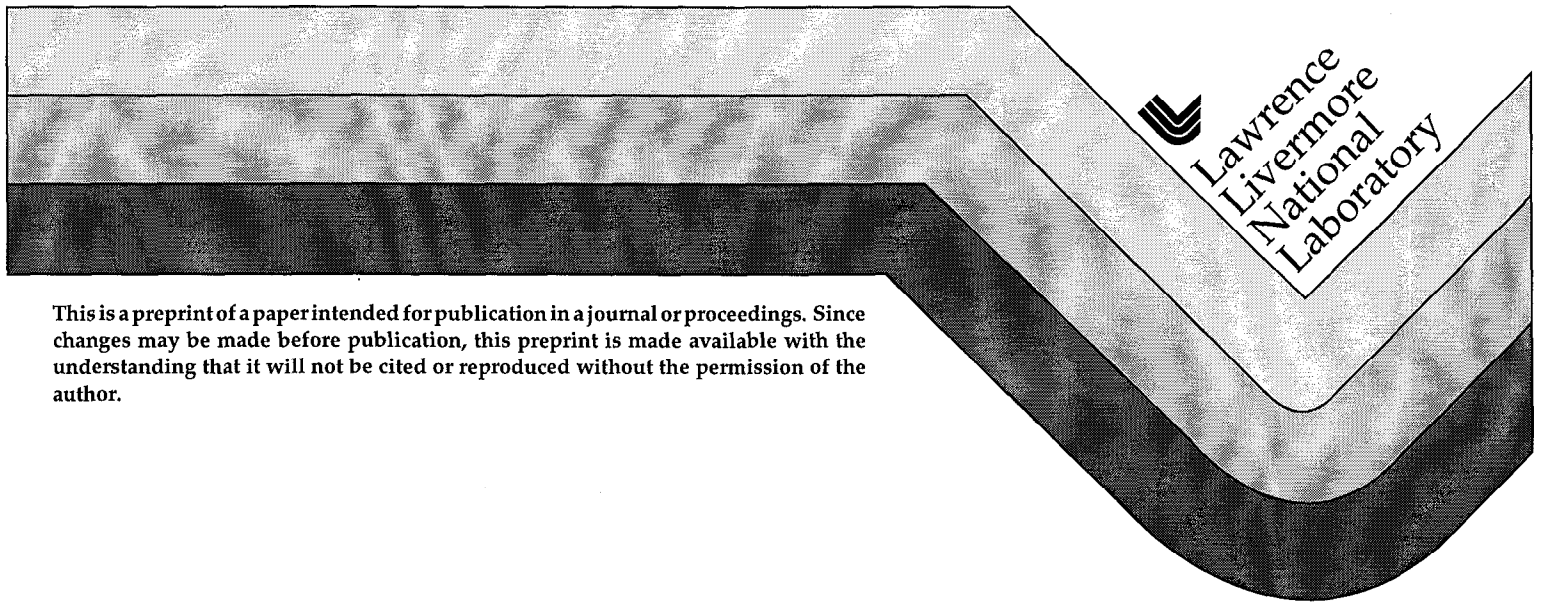 Lawrence
Livermore
National
Laboratory
This is a preprint of a paper intended for publication in a journal or proceedings. Since
changes may be made before publication, this preprint is made available with the
understanding that it will not be cited or reproduced without the permission of the
author.